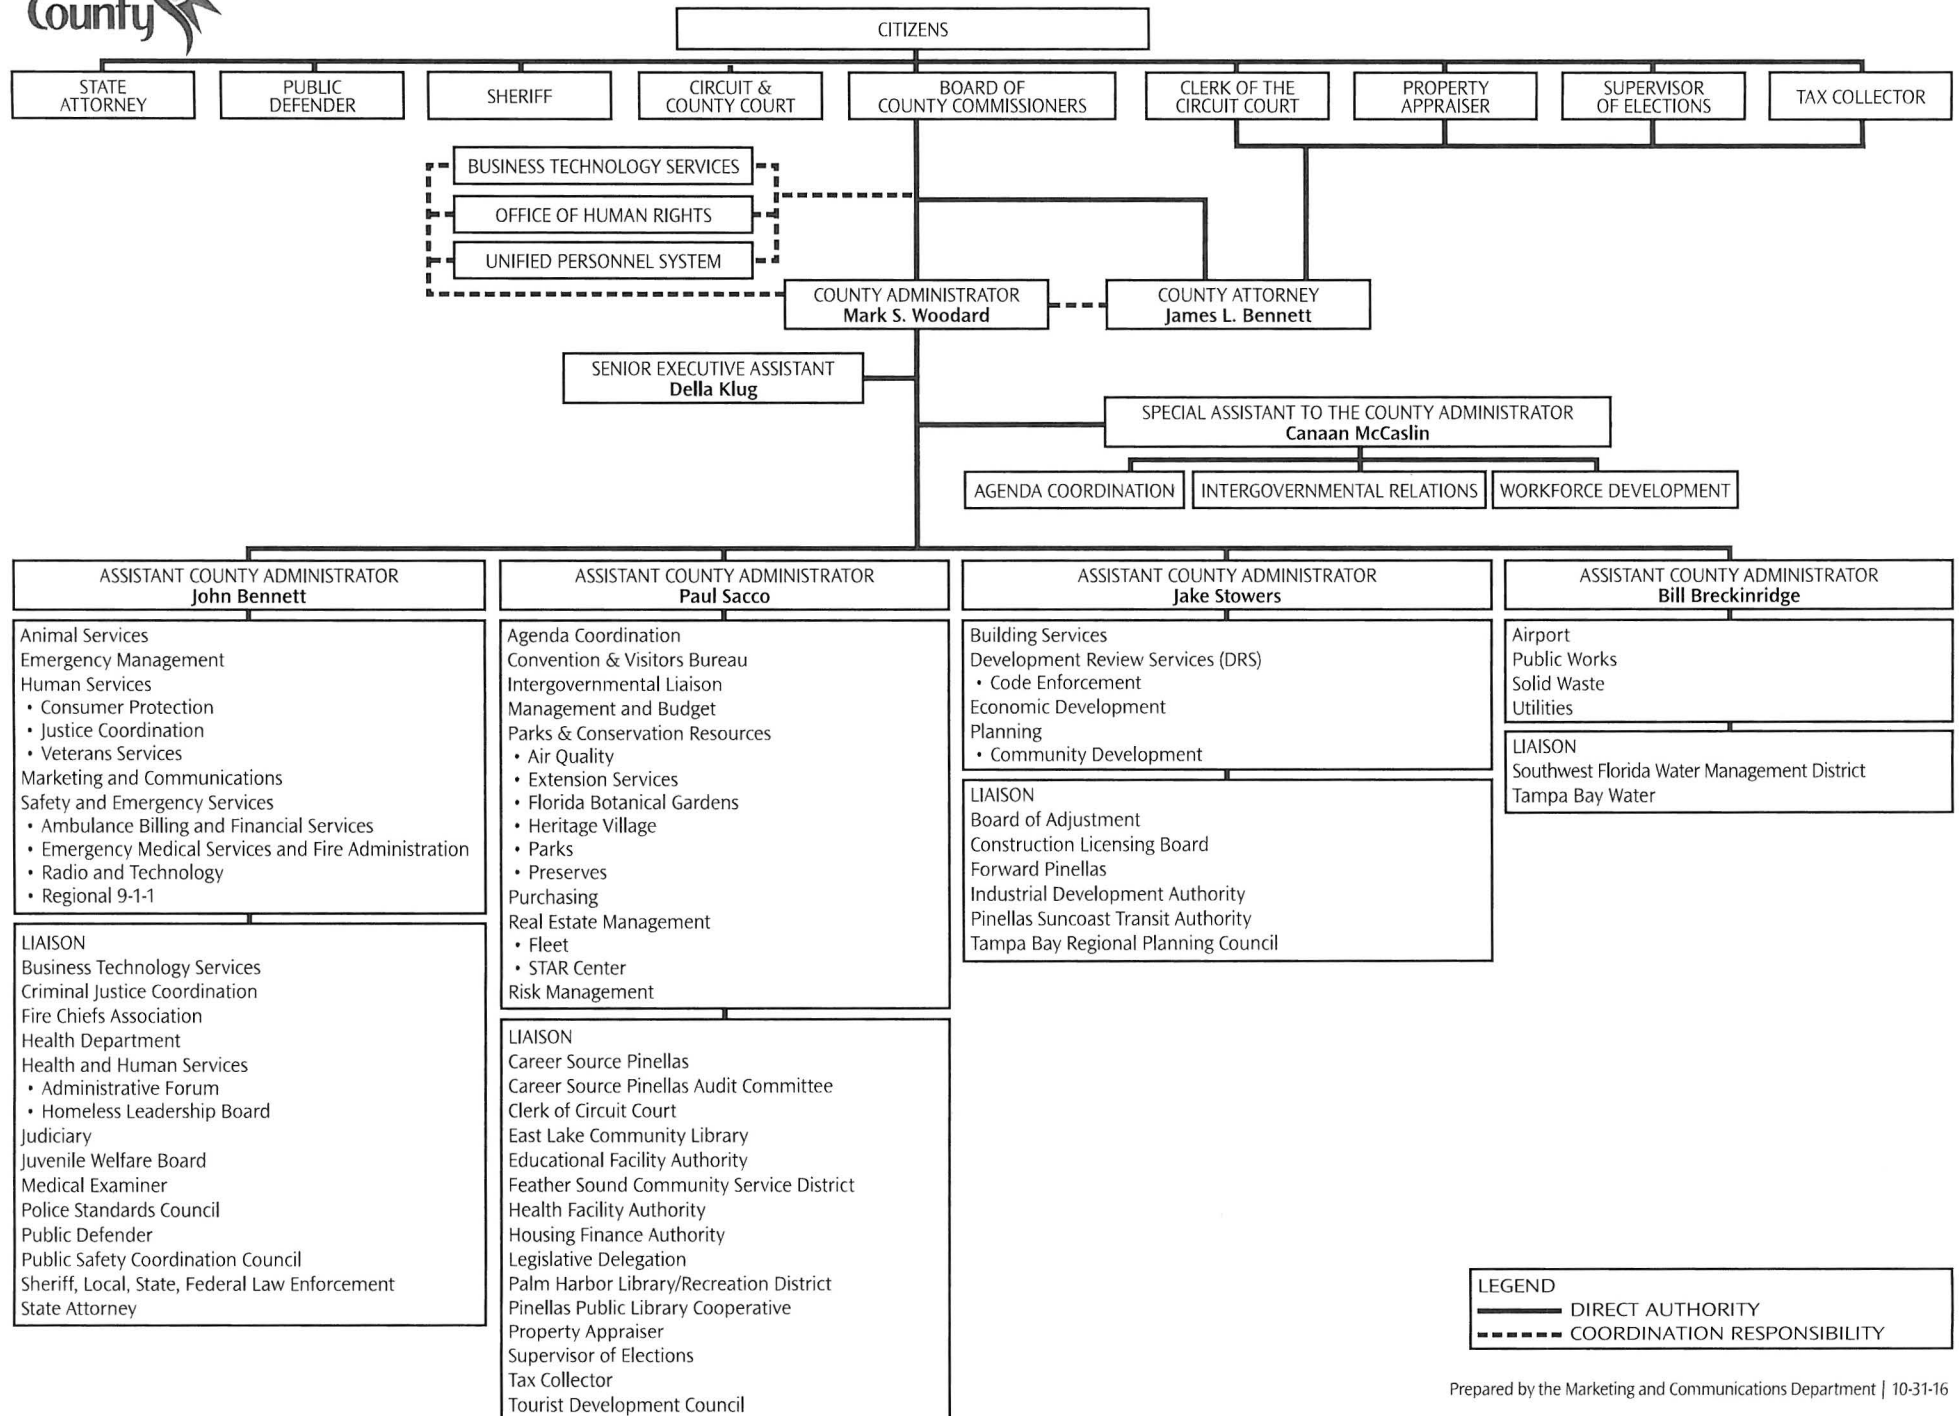 County
CITIZENS
STATE
ATTORNEY
PUBLIC
DEFENDER
SHERIFF
CIRCUIT &
COUNTY COURT
BOARD OF
COUNTY COMMISSIONERS
CLERK OF THE
CIRCUIT COURT
PROPERTY
APPRAISER
SUPERVISOR
OF ELECTIONS
TAX COLLECTOR
BUSINESS TECHNOLOGY SERVICES
OFFICE OF HUMAN RIGHTS
UNIFIED PERSONNEL SYSTEM
COUNTY ADMINISTRATOR
Mark S. Woodard
COUNTY ATTORNEY
James L. Bennett
SENIOR EXECUTIVE ASSISTANT
Della Klug
SPECIAL ASSISTANT TO THE COUNTY ADMINISTRATOR
Canaan McCaslin
AGENDA COORDINATION
INTERGOVERNMENTAL RELATIONS
WORKFORCE DEVELOPMENT
ASSISTANT COUNTY ADMINISTRATOR
John Bennett
Animal Services
Emergency Management
Human Services
• Consumer Protection
• Justice Coordination
• Veterans Services
Marketing and Communications
Safety and Emergency Services
• Ambulance Billing and Financial Services
• Emergency Medical Services and Fire Administration
• Radio and Technology
• Regional 9-1-1
LIAISON
Business Technology Services
Criminal Justice Coordination
Fire Chiefs Association
Health Department
Health and Human Services
• Administrative Forum
• Homeless Leadership Board
Judiciary
Juvenile Welfare Board
Medical Examiner
Police Standards Council
Public Defender
Public Safety Coordination Council
Sheriff, Local, State, Federal Law Enforcement
State Attorney
ASSISTANT COUNTY ADMINISTRATOR
Paul Sacco
Agenda Coordination
Convention & Visitors Bureau
Intergovernmental Liaison
Management and Budget
Parks & Conservation Resources
• Air Quality
• Extension Services
• Florida Botanical Gardens
• Heritage Village
• Parks
• Preserves
Purchasing
Real Estate Management
• Fleet
• STAR Center
Risk Management
LIAISON
Career Source Pinellas
Career Source Pinellas Audit Committee
Clerk of Circuit Court
East Lake Community Library
Educational Facility Authority
Feather Sound Community Service District
Health Facility Authority
Housing Finance Authority
Legislative Delegation
Palm Harbor Library/Recreation District
Pinellas Public Library Cooperative
Property Appraiser
Supervisor of Elections
Tax Collector
Tourist Development Council
ASSISTANT COUNTY ADMINISTRATOR
Jake Stowers
Building Services
Development Review Services (DRS)
• Code Enforcement
Economic Development
Planning
• Community Development
LIAISON
Board of Adjustment
Construction Licensing Board
Forward Pinellas
Industrial Development Authority
Pinellas Suncoast Transit Authority
Tampa Bay Regional Planning Council
ASSISTANT COUNTY ADMINISTRATOR
Bill Breckinridge
Airport
Public Works
Solid Waste
Utilities
LIAISON
Southwest Florida Water Management District
Tampa Bay Water
LEGEND
DIRECT AUTHORITY
COORDINATION RESPONSIBILITY
Prepared by the Marketing and Communications Department | 10-31-16